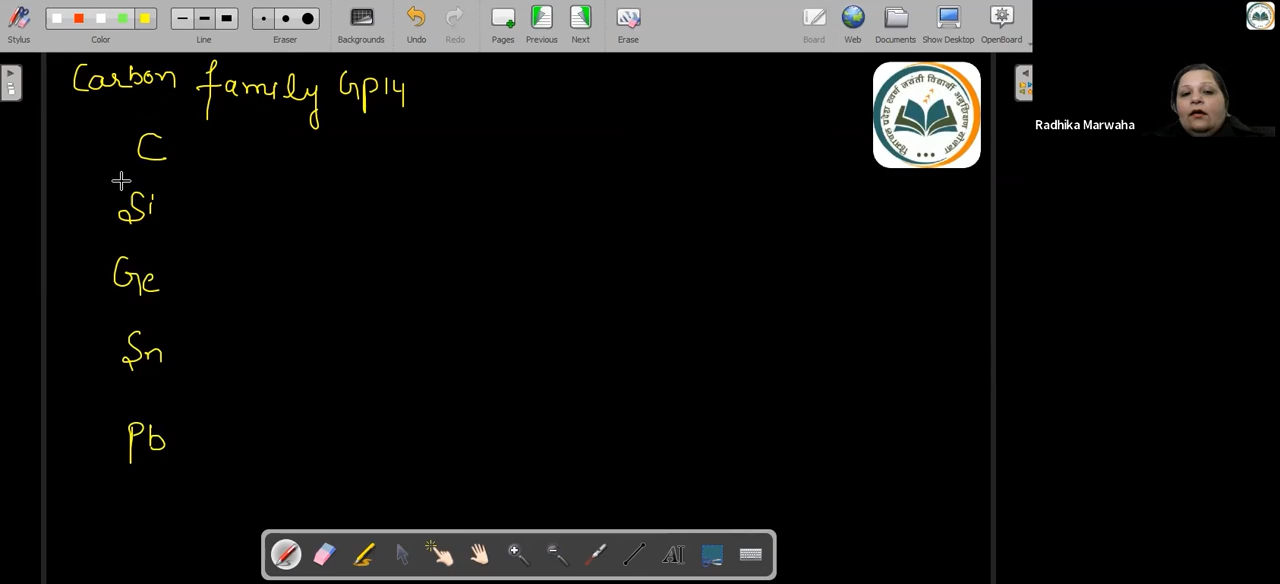 Stylus Color Line Eraser Backgrounds Undo Redo Pages Previous Next Erase Board Web Documents Show Desktop OpenBoard
Carbon family GP14
C
Si
Ge
Sn
Pb
Radhika Marwaha
AI